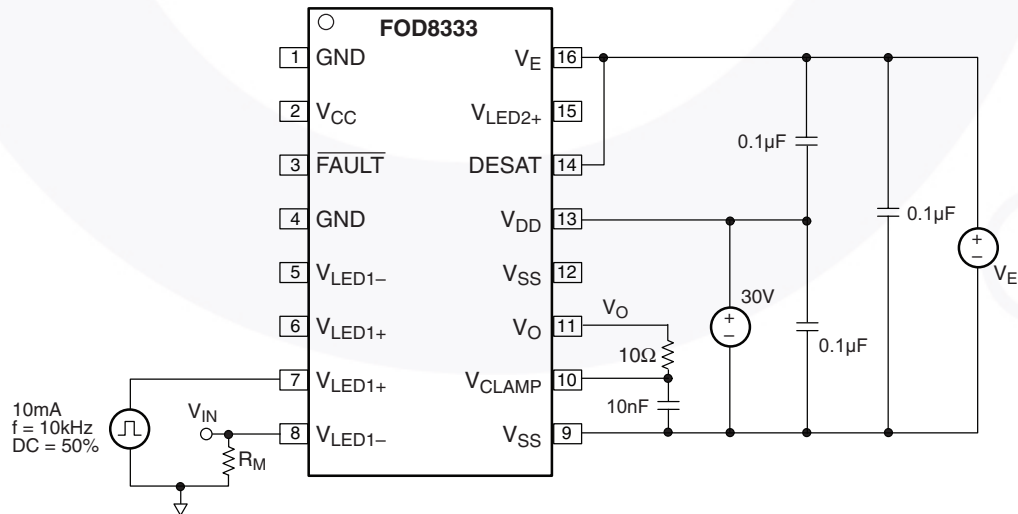 FOD8333
1 GND
2 VCC
3 FAULT
4 GND
5 VLED1–
6 VLED1+
7 VLED1+
8 VLED1–
VE 16
VLED2+ 15
DESAT 14
VDD 13
VSS 12
VO 11
VCLAMP 10
VSS 9
0.1µF
0.1µF
+
–
VE
30V
+
–
0.1µF
VO
10Ω
10nF
10mA
f = 10kHz
DC = 50%
VIN
RM